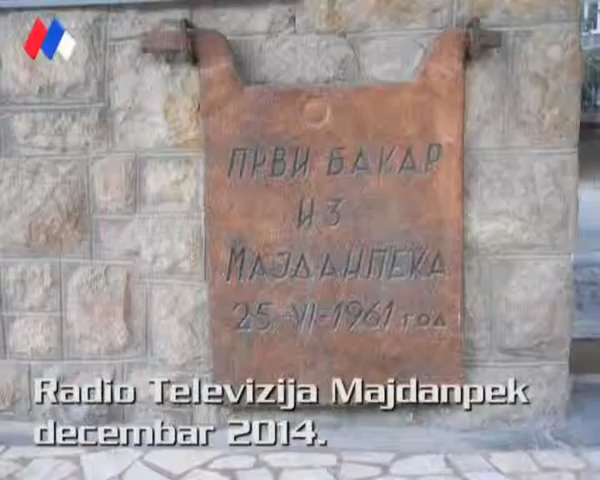 ПРВИ БАКАР
ИЗ
МАЈДАНПЕКА
25-VI-1961 год
Radio Televizija Majdanpek
decembar 2014.